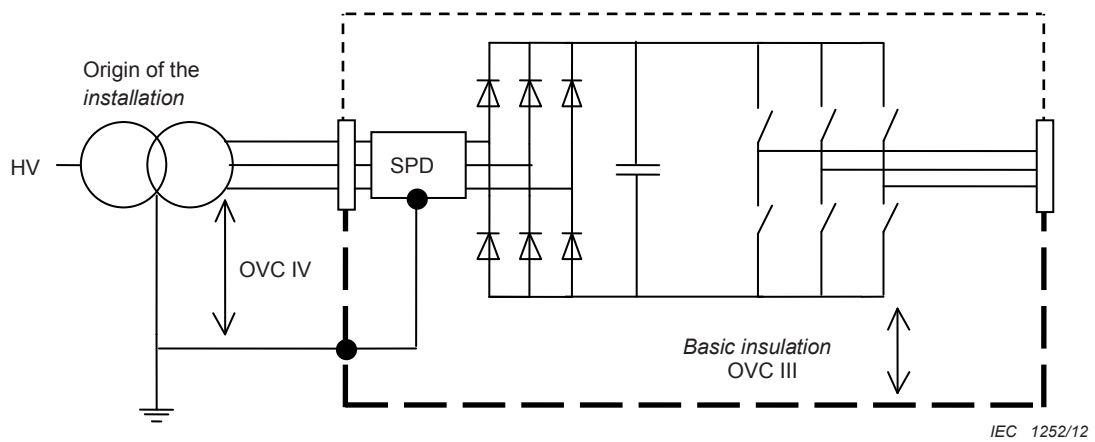 Origin of the
installation
HV
SPD
OVC IV
Basic insulation
OVC III
IEC 1252/12